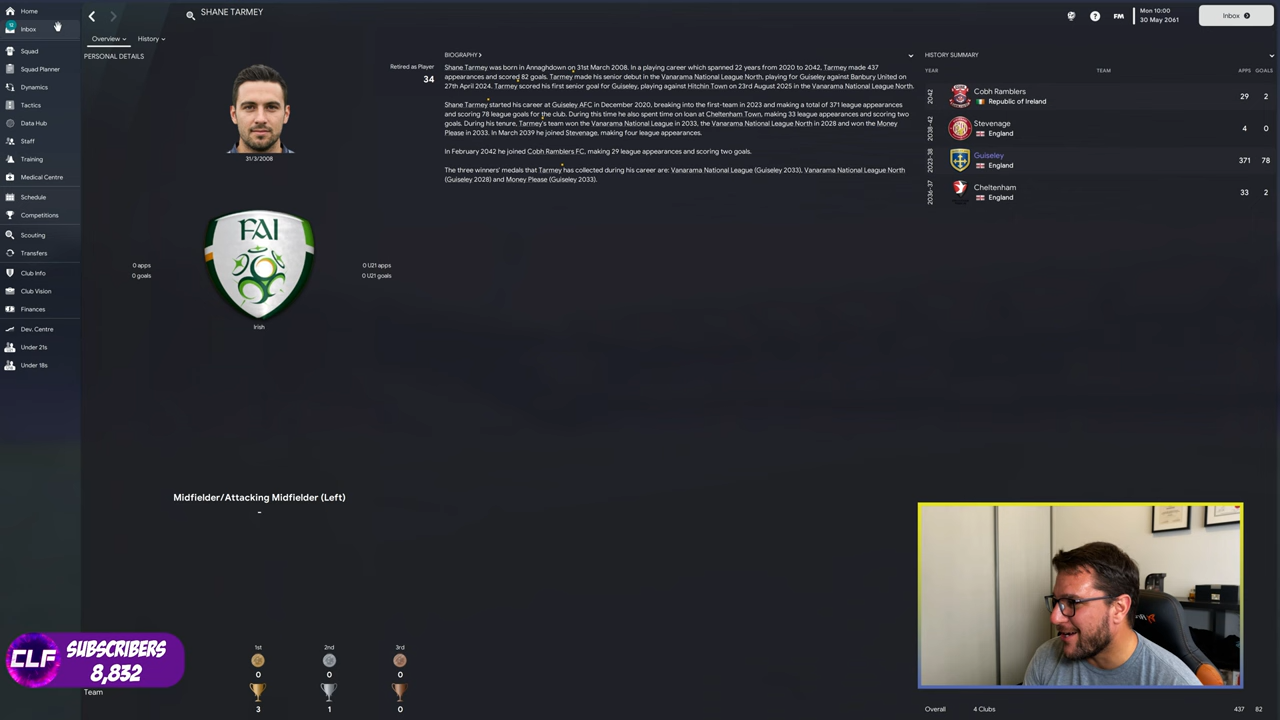 Home
Inbox
Squad
Squad Planner
Dynamics
Tactics
Data Hub
Staff
Training
Medical Centre
Schedule
Competitions
Scouting
Transfers
Club Info
Club Vision
Finances
Dev. Centre
Under 21s
Under 18s
SHANE TARMEY
FM
Mon 10:00
30 May 2061
Inbox
Overview
History
PERSONAL DETAILS
Retired as Player
34
31/3/2008
FAI
0 apps
0 goals
0 U21 apps
0 U21 goals
Irish
Midfielder/Attacking Midfielder (Left)
-
1st
2nd
3rd
0
0
0
3
1
0
Team
BIOGRAPHY
Shane Tarmey was born in Annaghdown on 31st March 2008. In a playing career which spanned 22 years from 2020 to 2042, Tarmey made 437
appearances and scored 82 goals. Tarmey made his senior debut in the Vanarama National League North, playing for Guiseley against Banbury United on
27th April 2024. Tarmey scored his first senior goal for Guiseley, playing against Hitchin Town on 23rd August 2025 in the Vanarama National League North.
Shane Tarmey started his career at Guiseley AFC in December 2020, breaking into the first-team in 2023 and making a total of 371 league appearances
and scoring 78 league goals for the club. During this time he also spent time on loan at Cheltenham Town, making 33 league appearances and scoring two
goals. During his tenure, Tarmey's team won the Vanarama National League in 2033, the Vanarama National League North in 2028 and won the Money
Please in 2033. In March 2039 he joined Stevenage, making four league appearances.
In February 2042 he joined Cobh Ramblers FC, making 29 league appearances and scoring two goals.
The three winners' medals that Tarmey has collected during his career are: Vanarama National League (Guiseley 2033), Vanarama National League North
(Guiseley 2028) and Money Please (Guiseley 2033).
HISTORY SUMMARY
YEAR TEAM APPS GOALS
2042 Cobh Ramblers 29 2
Republic of Ireland
2038-42 Stevenage 4 0
England
2023-38 Guiseley 371 78
England
2036-37 Cheltenham 33 2
England
Overall 4 Clubs 437 82
CLF
SUBSCRIBERS
8,832